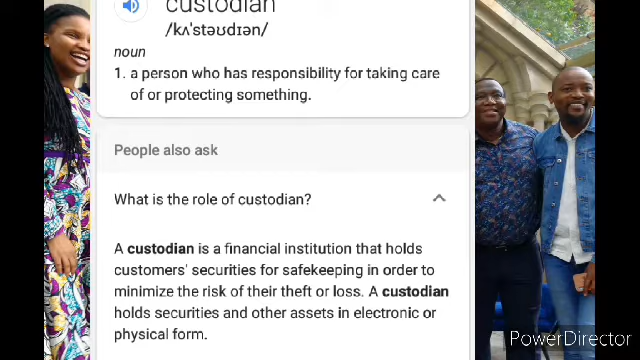 custodian
/kʌˈstəʊdɪən/
noun
1. a person who has responsibility for taking care
of or protecting something.
People also ask
What is the role of custodian?
A custodian is a financial institution that holds
customers' securities for safekeeping in order to
minimize the risk of their theft or loss. A custodian
holds securities and other assets in electronic or
physical form.
PowerDirector